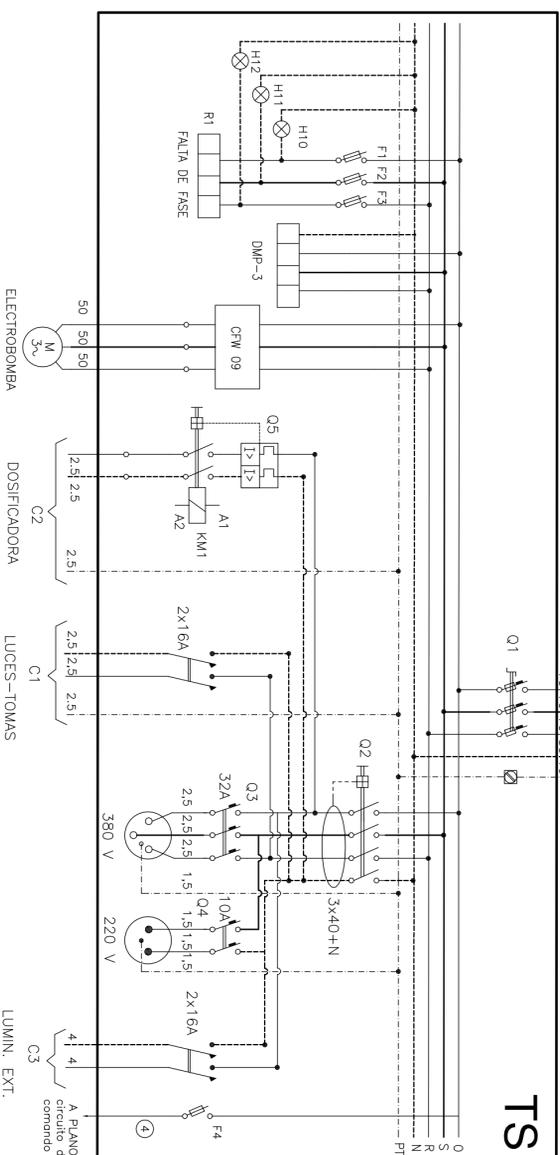 TS
O
S
R
N
PT
Q1
H12
H11
H10
R1
FALTA DE FASE
F1
F2
F3
DMP-3
CFW 09
50
50
50
M
3~
ELECTROBOMBA
Q5
I>
I>
KM1
A1
A2
2.5
2.5
2.5
C2
DOSIFICADORA
2x16A
2,5
2,5
2.5
C1
LUCES-TOMAS
Q2
3x40+N
Q3
32A
2,5
2,5
2,5
1,5
380 V
Q4
10A
1,5
1,5
1,5
220 V
2x16A
4
4
C3
LUMIN. EXT.
F4
4
A PLANO
circuito d
comando